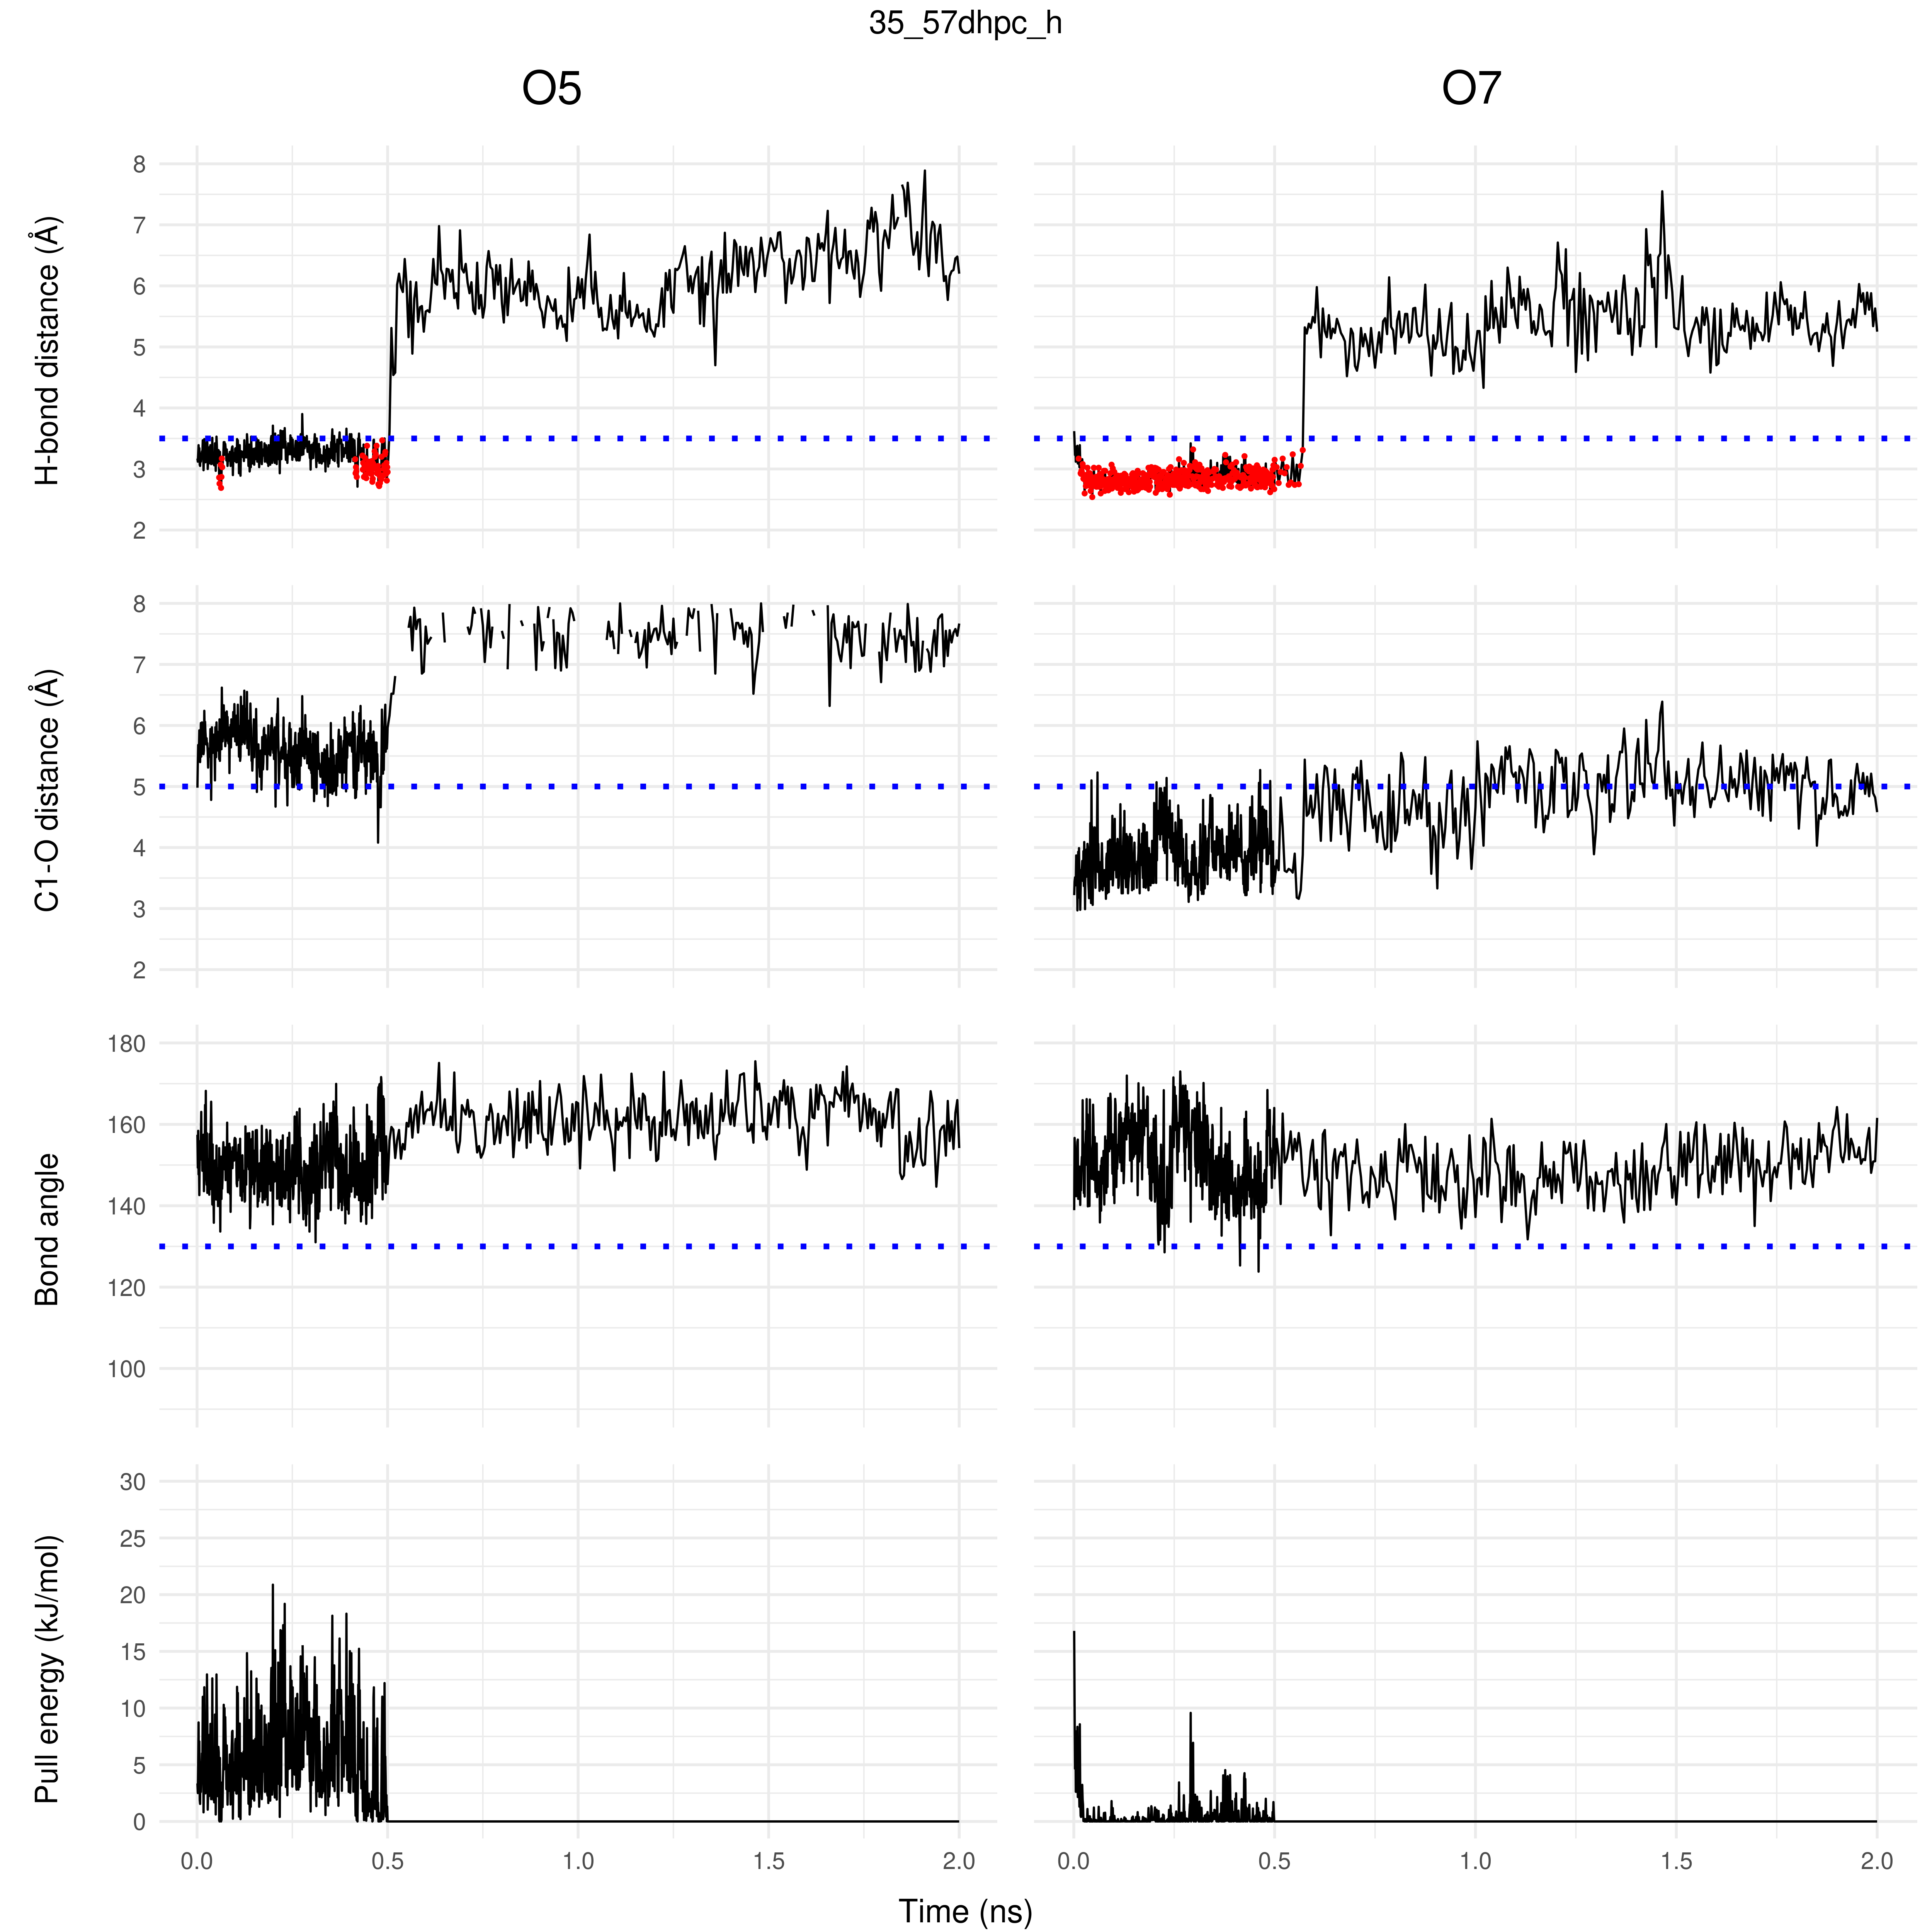 35_57dhpc_h
O5
O7
H-bond distance (Å)
8
7
6
5
4
3
2
C1-O distance (Å)
8
7
6
5
4
3
2
Bond angle
180
160
140
120
100
Pull energy (kJ/mol)
30
25
20
15
10
5
0
0.0 0.5 1.0 1.5 2.0
0.0 0.5 1.0 1.5 2.0
Time (ns)